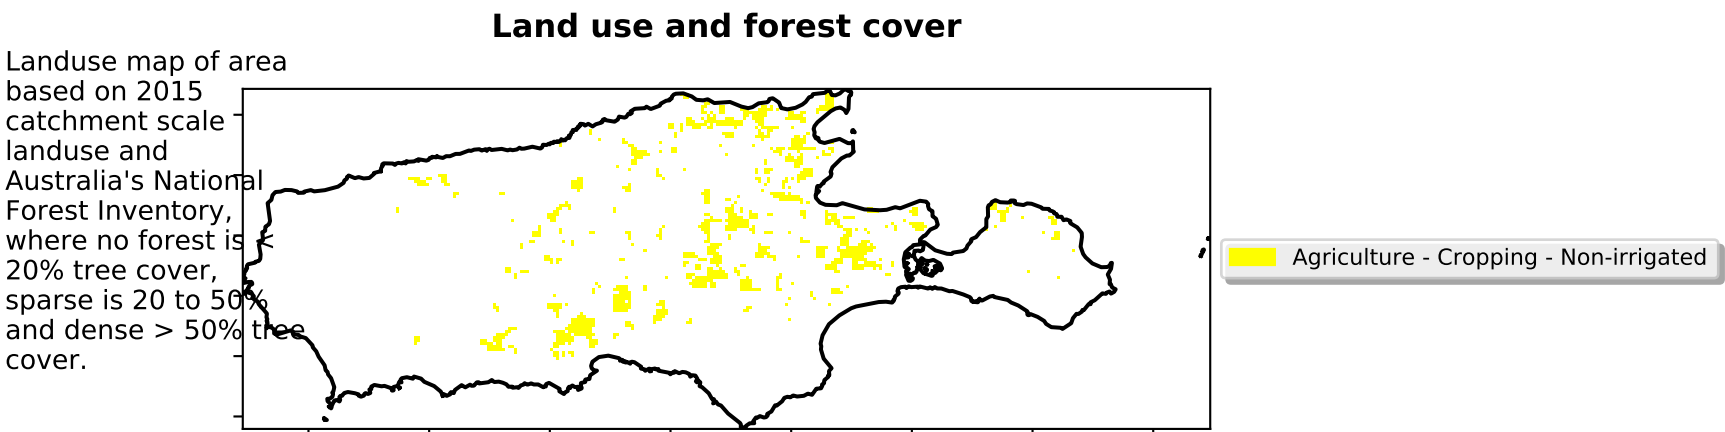 Land use and forest cover
Landuse map of area
based on 2015
catchment scale
landuse and
Australia's National
Forest Inventory,
where no forest is <
20% tree cover,
sparse is 20 to 50%
and dense > 50% tree
cover.
Agriculture - Cropping - Non-irrigated